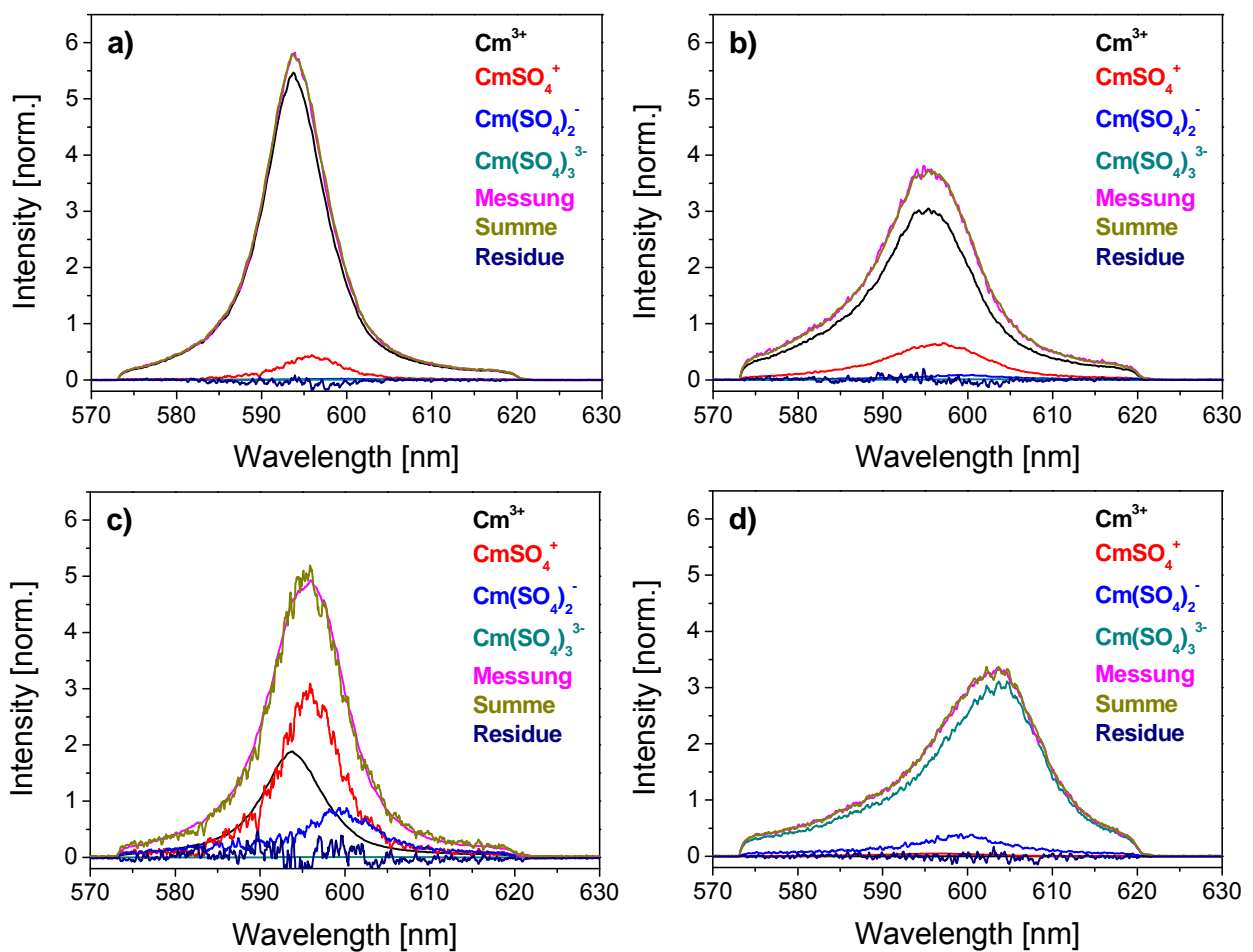 a)
Cm³⁺
CmSO₄⁺
Cm(SO₄)₂⁻
Cm(SO₄)₃³⁻
Messung
Summe
Residue
Intensity [norm.]
6
5
4
3
2
1
0
570 580 590 600 610 620 630
Wavelength [nm]
b)
Cm³⁺
CmSO₄⁺
Cm(SO₄)₂⁻
Cm(SO₄)₃³⁻
Messung
Summe
Residue
Intensity [norm.]
6
5
4
3
2
1
0
570 580 590 600 610 620 630
Wavelength [nm]
c)
Cm³⁺
CmSO₄⁺
Cm(SO₄)₂⁻
Cm(SO₄)₃³⁻
Messung
Summe
Residue
Intensity [norm.]
6
5
4
3
2
1
0
570 580 590 600 610 620 630
Wavelength [nm]
d)
Cm³⁺
CmSO₄⁺
Cm(SO₄)₂⁻
Cm(SO₄)₃³⁻
Messung
Summe
Residue
Intensity [norm.]
6
5
4
3
2
1
0
570 580 590 600 610 620 630
Wavelength [nm]